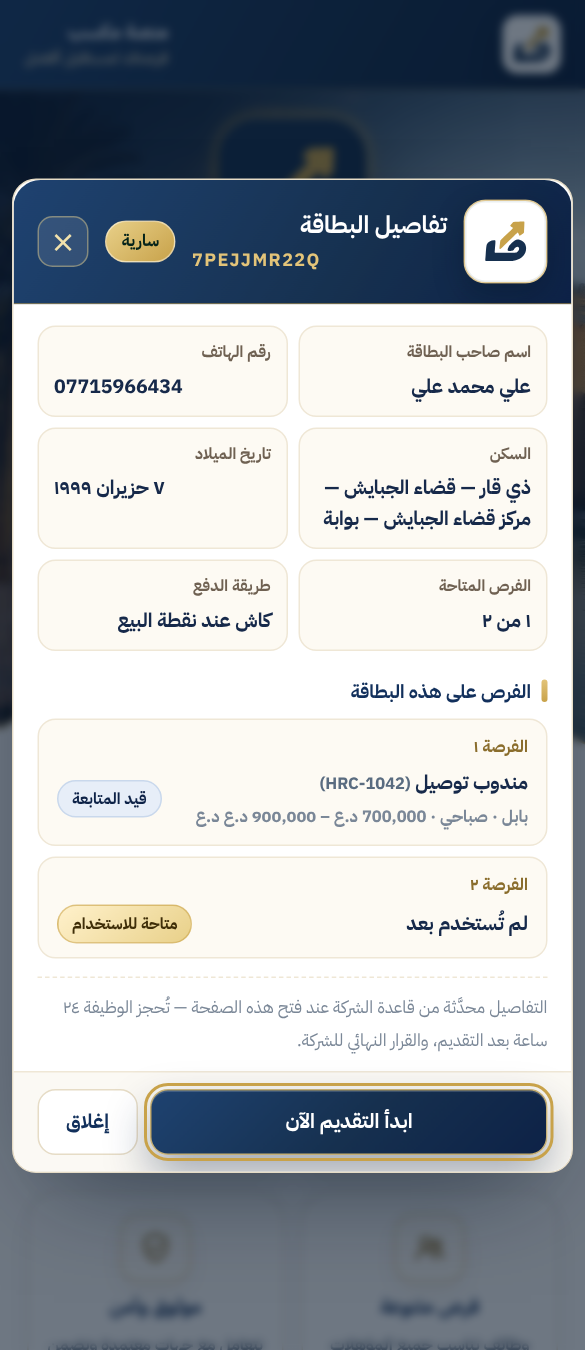 تفاصيل البطاقة
7PEJJMR22Q
سارية
اسم صاحب البطاقة
علي محمد علي
رقم الهاتف
07715966434
السكن
ذي قار — قضاء الجبايش —
مركز قضاء الجبايش — بوابة
تاريخ الميلاد
٧ حزيران ١٩٩٩
الفرص المتاحة
١ من ٢
طريقة الدفع
كاش عند نقطة البيع
الفرص على هذه البطاقة
الفرصة ١
مندوب توصيل (HRC-1042)
بابل · صباحي · 700,000 د.ع – 900,000 د.ع د.ع
قيد المتابعة
الفرصة ٢
لم تُستخدم بعد
متاحة للاستخدام
التفاصيل محدَّثة من قاعدة الشركة عند فتح هذه الصفحة — تُحجز الوظيفة ٢٤
ساعة بعد التقديم، والقرار النهائي للشركة.
ابدأ التقديم الآن
إغلاق